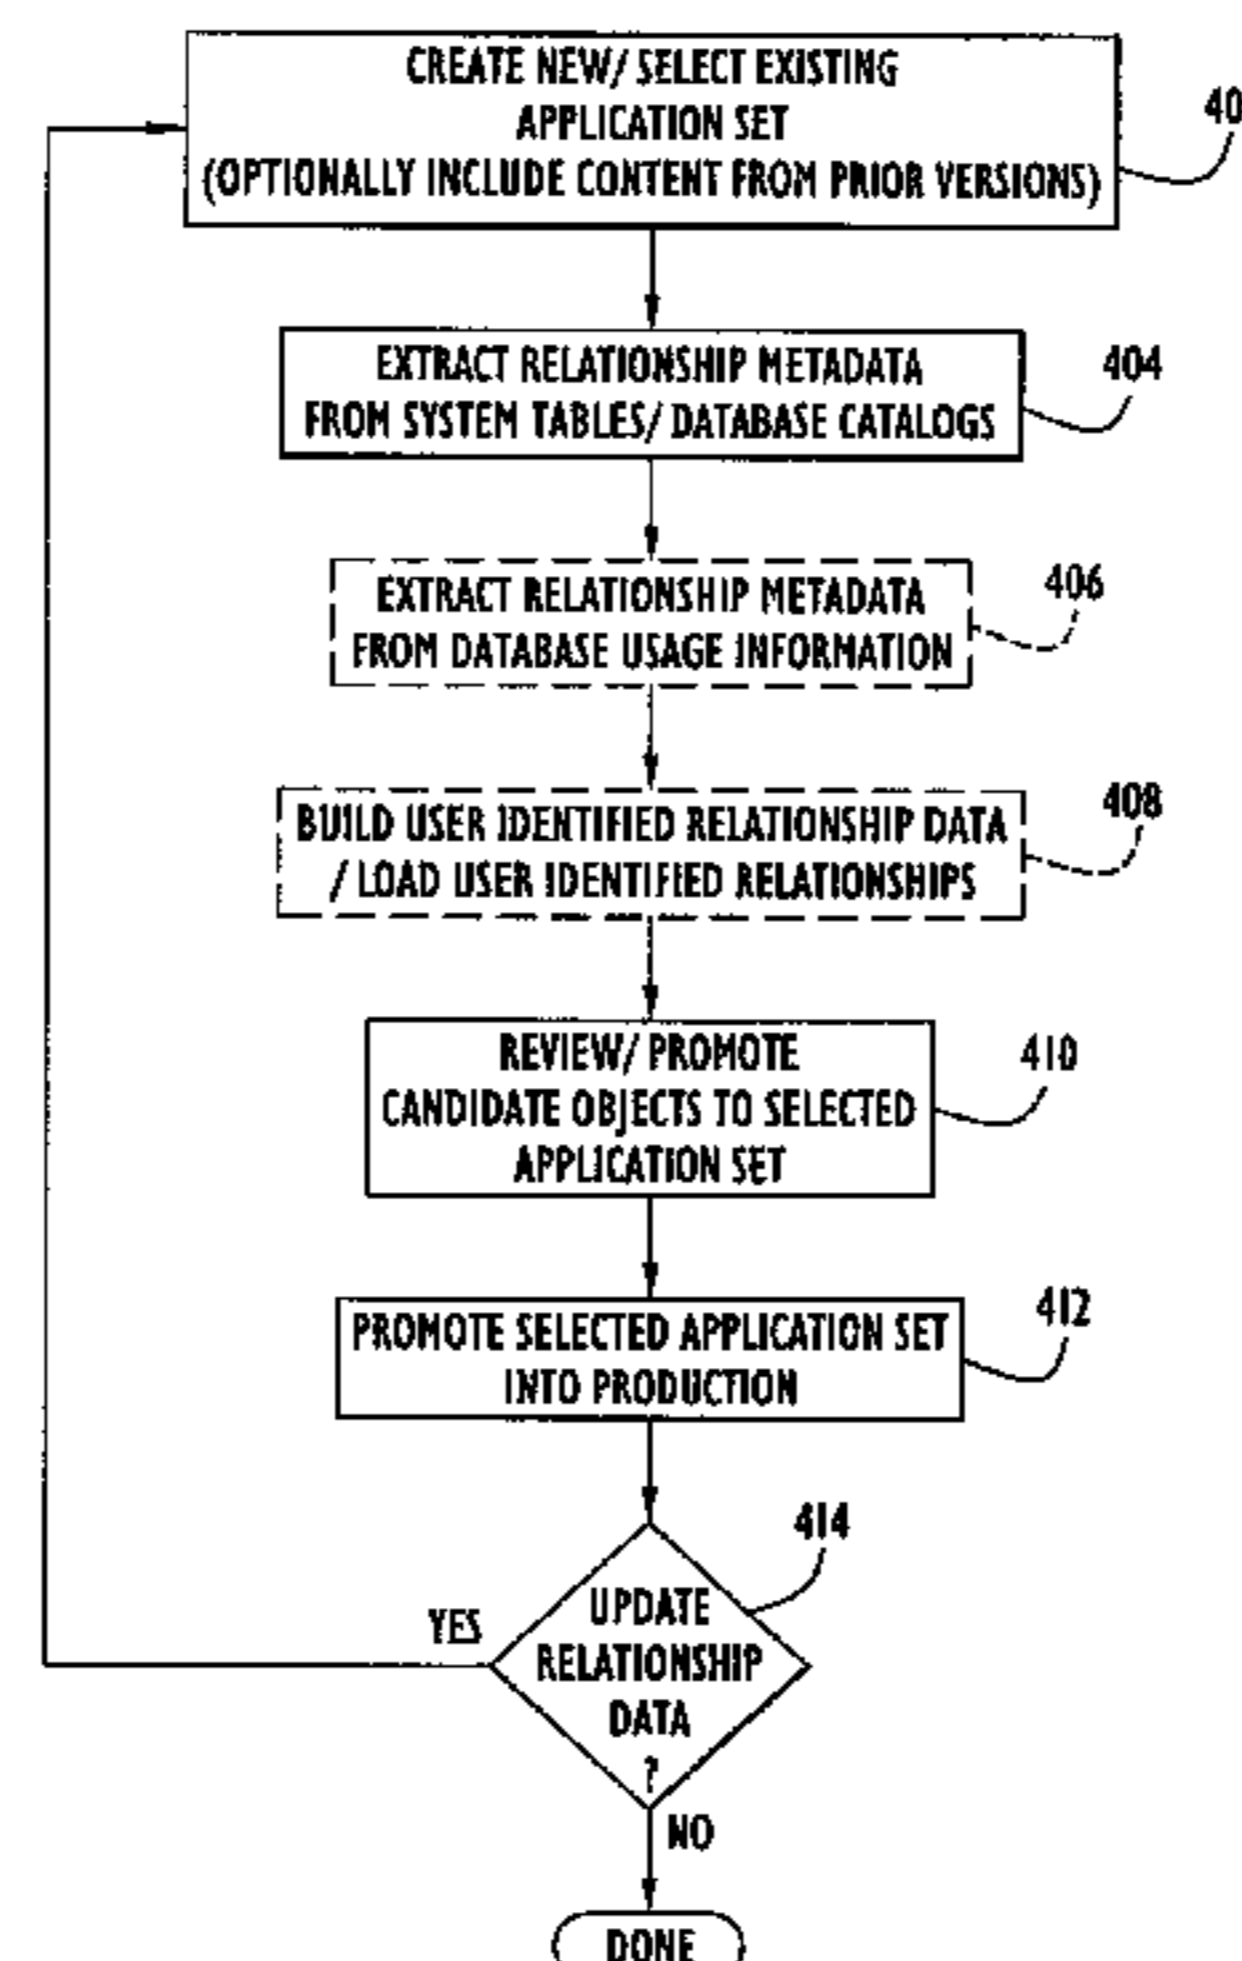 CREATE NEW/ SELECT EXISTING
APPLICATION SET
(OPTIONALLY INCLUDE CONTENT FROM PRIOR VERSIONS)
40
EXTRACT RELATIONSHIP METADATA
FROM SYSTEM TABLES/ DATABASE CATALOGS
404
EXTRACT RELATIONSHIP METADATA
FROM DATABASE USAGE INFORMATION
406
BUILD USER IDENTIFIED RELATIONSHIP DATA
/ LOAD USER IDENTIFIED RELATIONSHIPS
408
REVIEW/ PROMOTE
CANDIDATE OBJECTS TO SELECTED
APPLICATION SET
410
PROMOTE SELECTED APPLICATION SET
INTO PRODUCTION
412
414
UPDATE
RELATIONSHIP
DATA
?
YES
NO
DONE